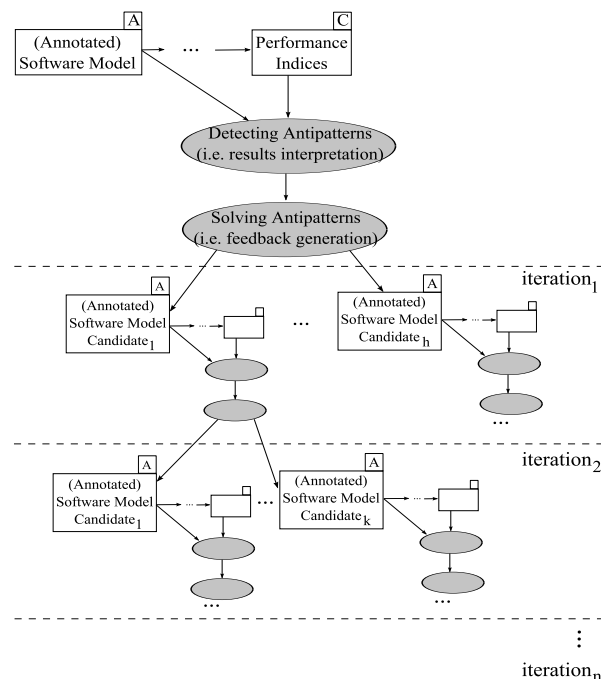 A
(Annotated)
Software Model
...
C
Performance
Indices
Detecting Antipatterns
(i.e. results interpretation)
Solving Antipatterns
(i.e. feedback generation)
iteration1
A
(Annotated)
Software Model
Candidate1
...
...
A
(Annotated)
Software Model
Candidateh
...
...
iteration2
A
(Annotated)
Software Model
Candidate1
...
...
...
A
(Annotated)
Software Model
Candidatek
...
...
⋮
iterationn